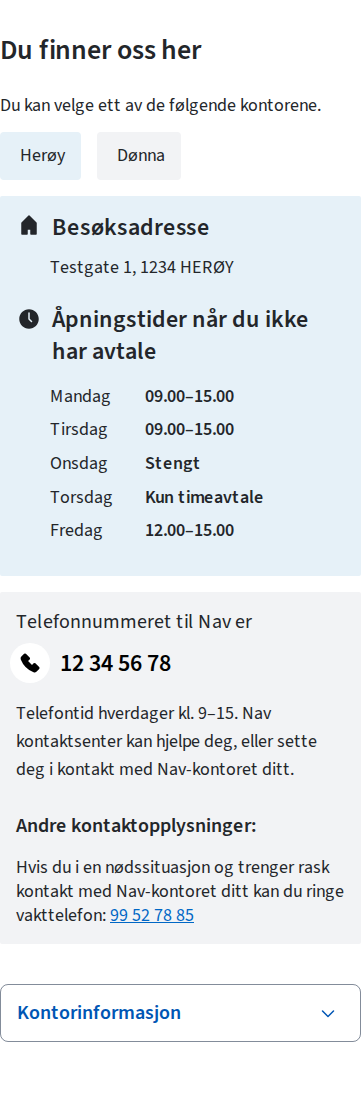 Du finner oss her
Du kan velge ett av de følgende kontorene.
Herøy Dønna
Besøksadresse
Testgate 1, 1234 HERØY
Åpningstider når du ikke
har avtale
Mandag 09.00–15.00
Tirsdag 09.00–15.00
Onsdag Stengt
Torsdag Kun timeavtale
Fredag 12.00–15.00
Telefonnummeret til Nav er
12 34 56 78
Telefontid hverdager kl. 9–15. Nav
kontaktsenter kan hjelpe deg, eller sette
deg i kontakt med Nav-kontoret ditt.
Andre kontaktopplysninger:
Hvis du i en nødssituasjon og trenger rask
kontakt med Nav-kontoret ditt kan du ringe
vakttelefon: 99 52 78 85
Kontorinformasjon